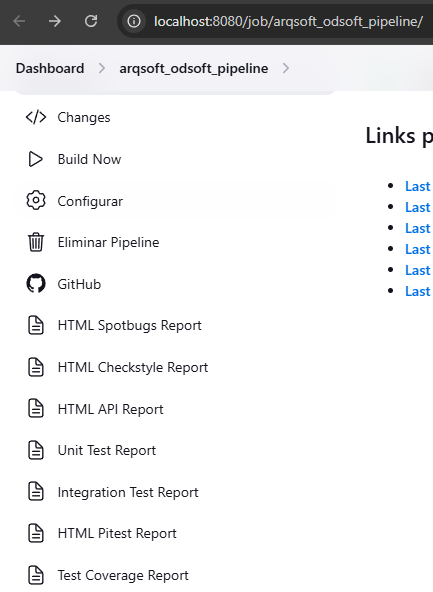 localhost:8080/job/arqsoft_odsoft_pipeline/
Dashboard > arqsoft_odsoft_pipeline >
Changes
Build Now
Configurar
Eliminar Pipeline
GitHub
HTML Spotbugs Report
HTML Checkstyle Report
HTML API Report
Unit Test Report
Integration Test Report
HTML Pitest Report
Test Coverage Report
Links p
Last
Last
Last
Last
Last
Last